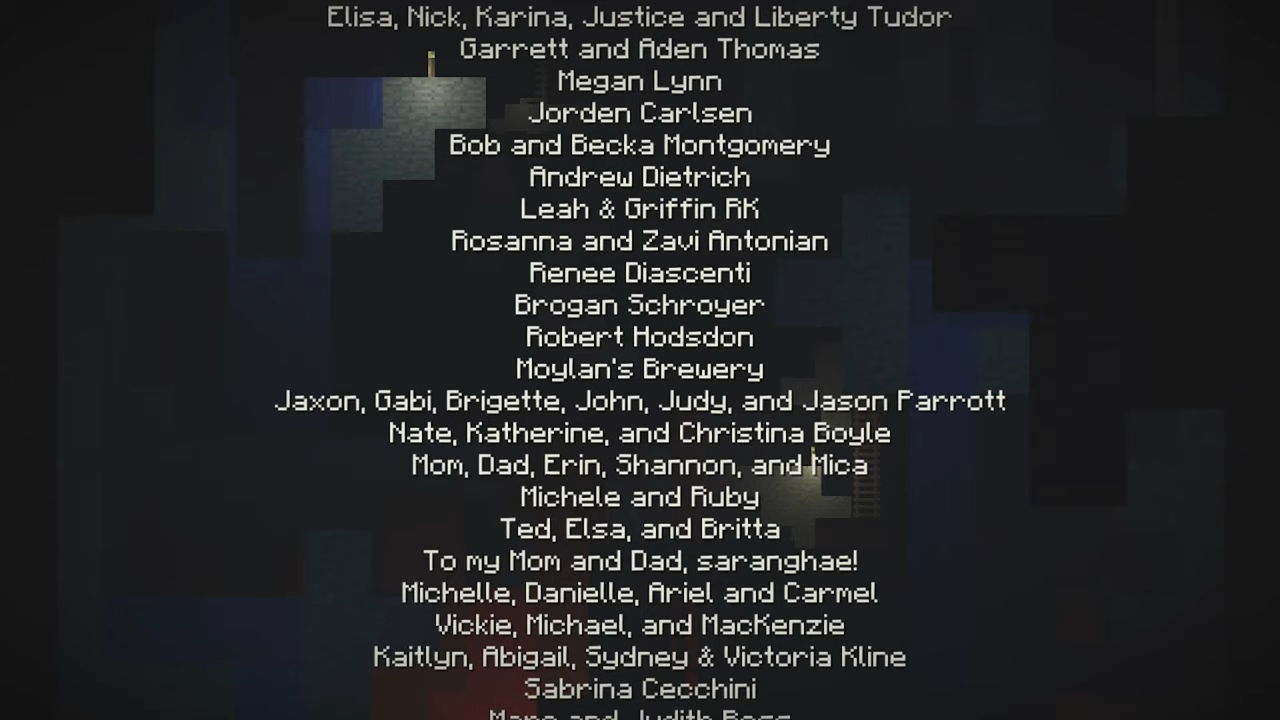 Elisa, Nick, Karina, Justice and Liberty Tudor
Garrett and Aden Thomas
Megan Lynn
Jorden Carlsen
Bob and Becka Montgomery
Andrew Dietrich
Leah & Griffin RK
Rosanna and Zavi Antonian
Renee Diascenti
Brogan Schroyer
Robert Hodsdon
Moylan's Brewery
Jaxon, Gabi, Brigette, John, Judy, and Jason Parrott
Nate, Katherine, and Christina Boyle
Mom, Dad, Erin, Shannon, and Mica
Michele and Ruby
Ted, Elsa, and Britta
To my Mom and Dad, saranghae!
Michelle, Danielle, Ariel and Carmel
Vickie, Michael, and MacKenzie
Kaitlyn, Abigail, Sydney & Victoria Kline
Sabrina Cecchini
and Judith